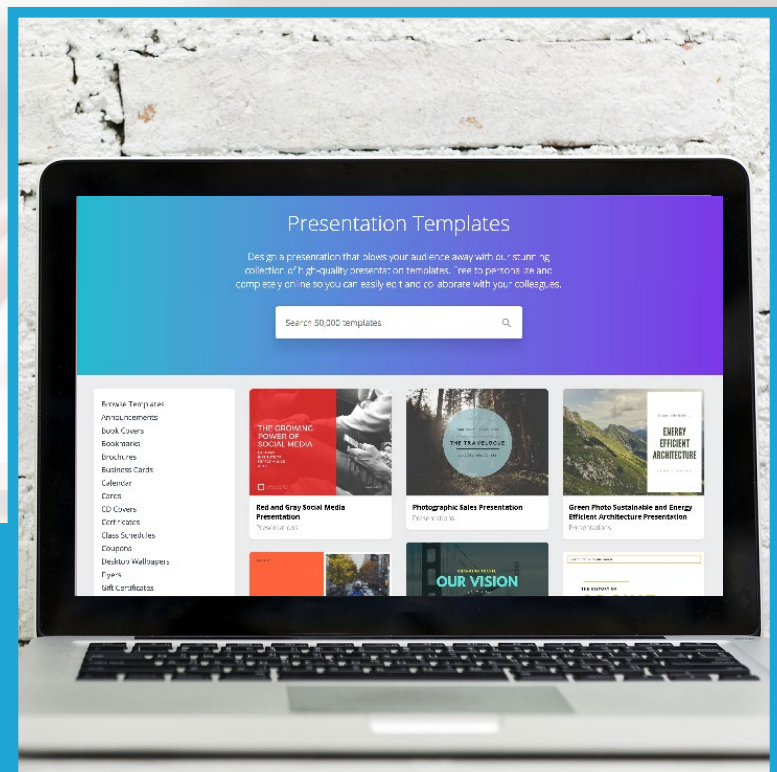 Presentation Templates
Design a presentation that blows your audience away with our stunning
collection of high-quality presentation templates. Free to personalize and
completely online so you can easily edit and collaborate with your colleagues.
Search 50,000 templates
Browse Templates
Announcements
Book Covers
Bookmarks
Brochures
Business Cards
Calendar
Cards
CD Covers
Certificates
Class Schedules
Coupons
Desktop Wallpapers
Flyers
Gift Certificates
THE GROWING
POWER OF
SOCIAL MEDIA
Red and Gray Social Media
Presentation
Presentations
THE TRAVELOGUE
Photographic Sales Presentation
Presentations
ENERGY
EFFICIENT
ARCHITECTURE
Green Photo Sustainable and Energy
Efficient Architecture Presentation
Presentations
OUR VISION
THE HISTORY OF